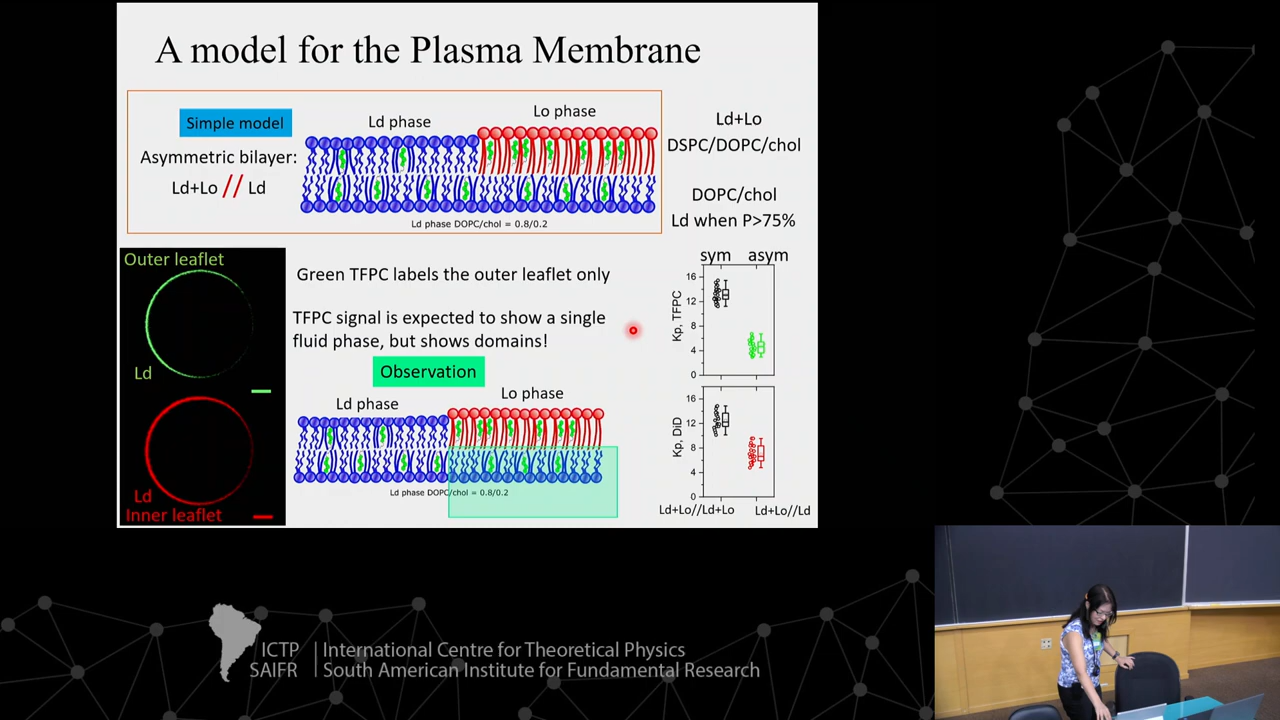 A model for the Plasma Membrane
Simple model
Asymmetric bilayer:
Ld+Lo // Ld
Ld phase
Lo phase
Ld phase DOPC/chol = 0.8/0.2
Ld+Lo
DSPC/DOPC/chol
DOPC/chol
Ld when P>75%
Outer leaflet
Ld
Ld
Inner leaflet
Green TFPC labels the outer leaflet only
TFPC signal is expected to show a single
fluid phase, but shows domains!
Observation
Ld phase
Lo phase
Ld phase DOPC/chol = 0.8/0.2
sym asym
Kp, TFPC
16
12
8
4
0
Kp, DiD
16
12
8
4
0
Ld+Lo//Ld+Lo Ld+Lo//Ld
ICTP International Centre for Theoretical Physics
SAIFR South American Institute for Fundamental Research